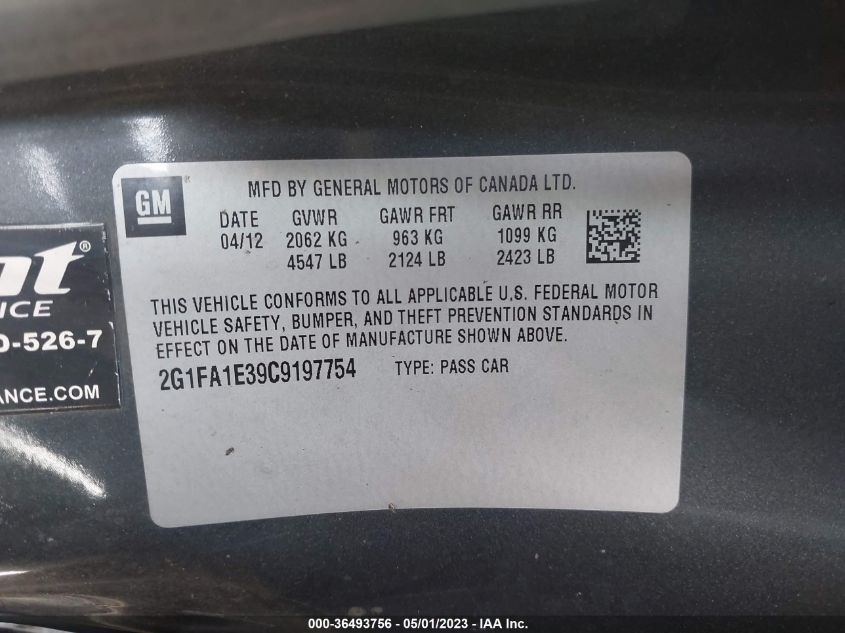 GM
MFD BY GENERAL MOTORS OF CANADA LTD.
DATE GVWR GAWR FRT GAWR RR
04/12 2062 KG 963 KG 1099 KG
4547 LB 2124 LB 2423 LB
THIS VEHICLE CONFORMS TO ALL APPLICABLE U.S. FEDERAL MOTOR
VEHICLE SAFETY, BUMPER, AND THEFT PREVENTION STANDARDS IN
EFFECT ON THE DATE OF MANUFACTURE SHOWN ABOVE.
2G1FA1E39C9197754 TYPE: PASS CAR
-526-7
ANCE.COM
000-36493756 - 05/01/2023 - IAA Inc.